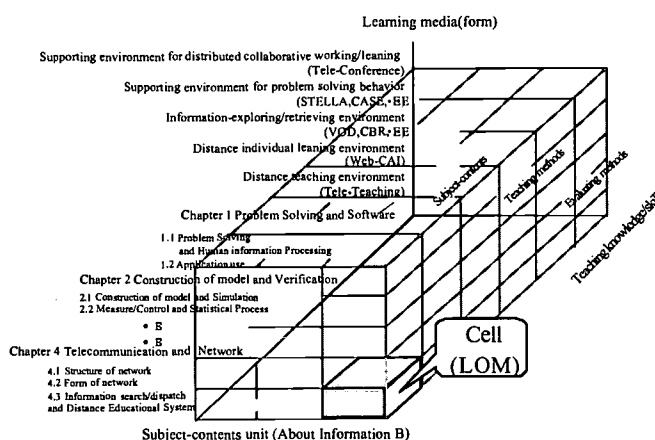 Learning media(form)
Supporting environment for distributed collaborative working/leaning
(Tele-Conference)
Supporting environment for problem solving behavior
(STELLA,CASE,•EE
Information-exploring/retrieving environment
(VOD,CBR,•EE
Distance individual leaning environment
(Web-CAI)
Distance teaching environment
(Tele-Teaching)
Subject-contents
Teaching methods
Evaluating methods
Teaching knowledge/skill
Chapter 1 Problem Solving and Software
1.1 Problem Solving
and Human information Processing
1.2 Application use
Chapter 2 Construction of model and Verification
2.1 Construction of model and Simulation
2.2 Measure/Control and Statistical Process
• E
• E
Chapter 4 Telecommunication and Network
4.1 Structure of network
4.2 Form of network
4.3 Information search/dispatch
and Distance Educational System
Cell
(LOM)
Subject-contents unit (About Information B)